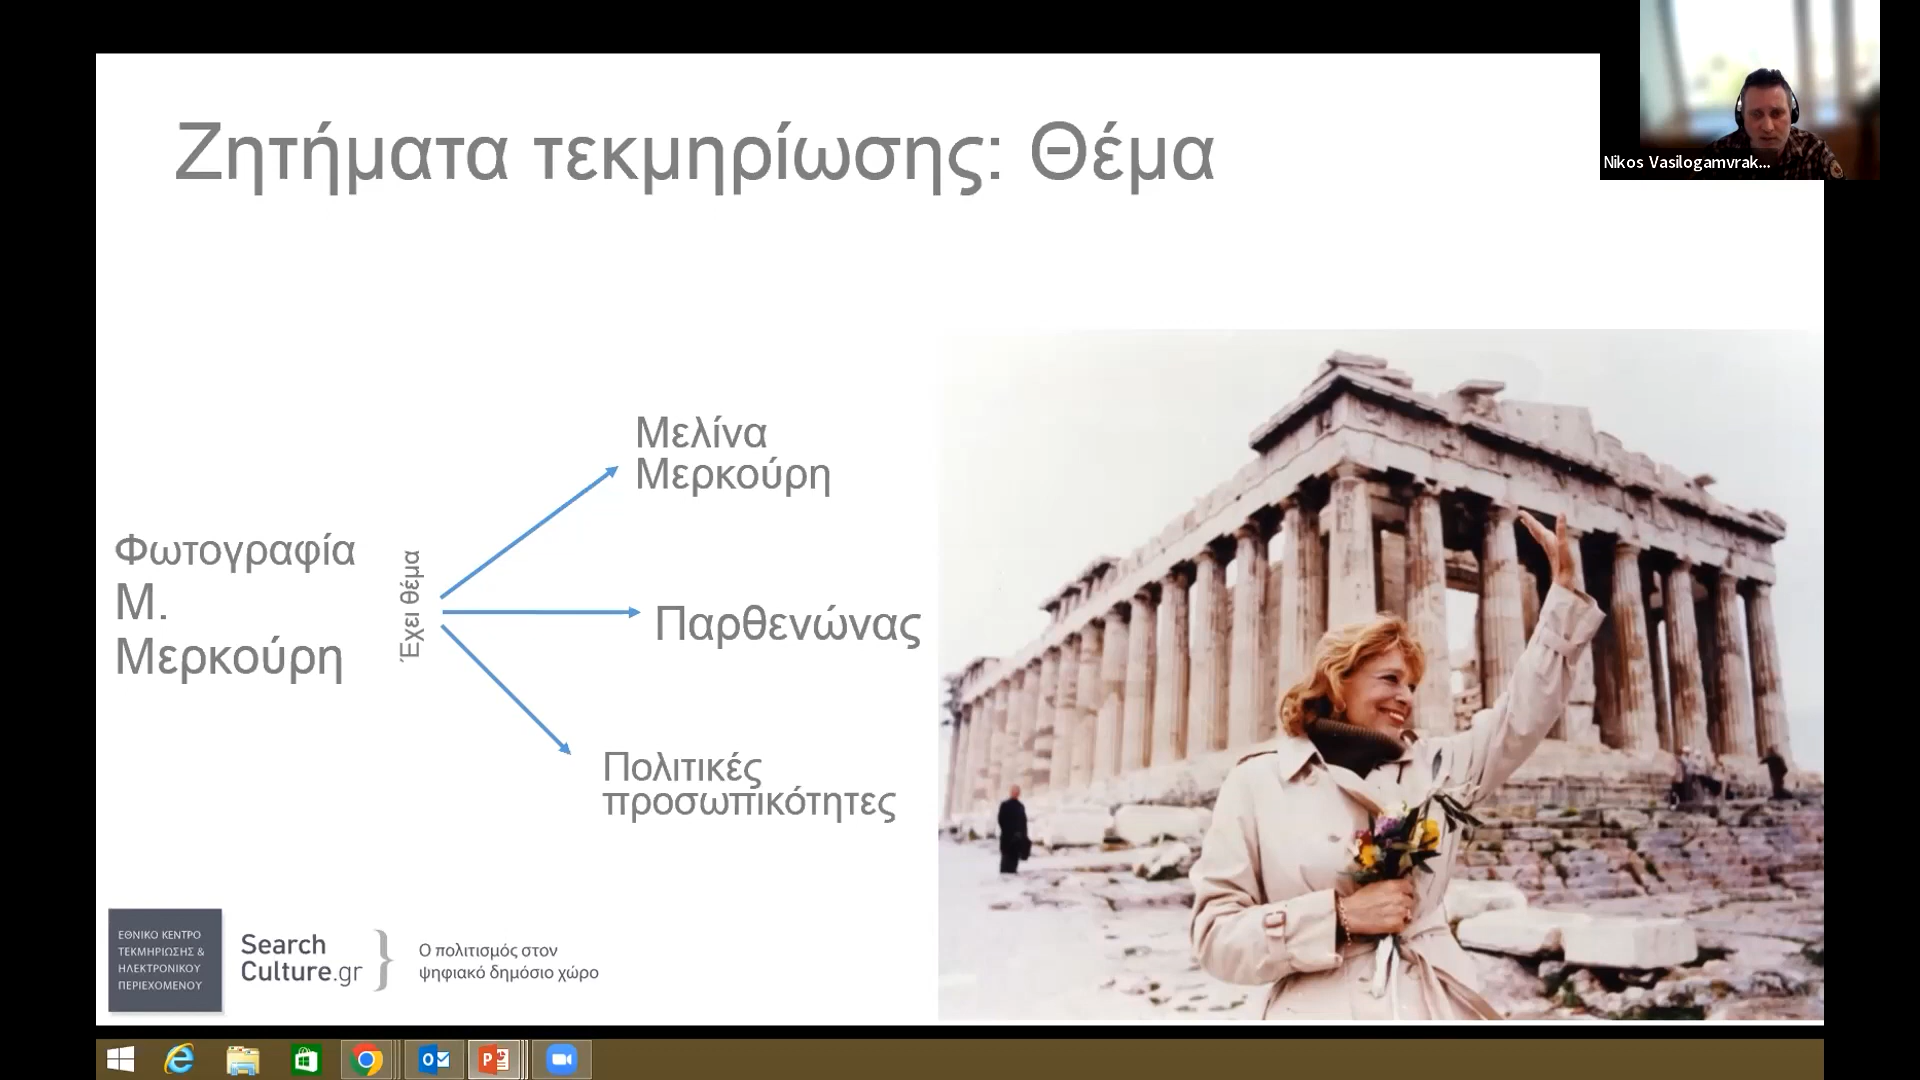 Ζητήματα τεκμηρίωσης: Θέμα
Nikos Vasilogamvrak...
Φωτογραφία
Μ.
Μερκούρη
Έχει θέμα
Μελίνα
Μερκούρη
Παρθενώνας
Πολιτικές
προσωπικότητες
ΕΘΝΙΚΟ ΚΕΝΤΡΟ
ΤΕΚΜΗΡΙΩΣΗΣ &
ΗΛΕΚΤΡΟΝΙΚΟΥ
ΠΕΡΙΕΧΟΜΕΝΟΥ
Search
Culture.gr
Ο πολιτισμός στον
ψηφιακό δημόσιο χώρο